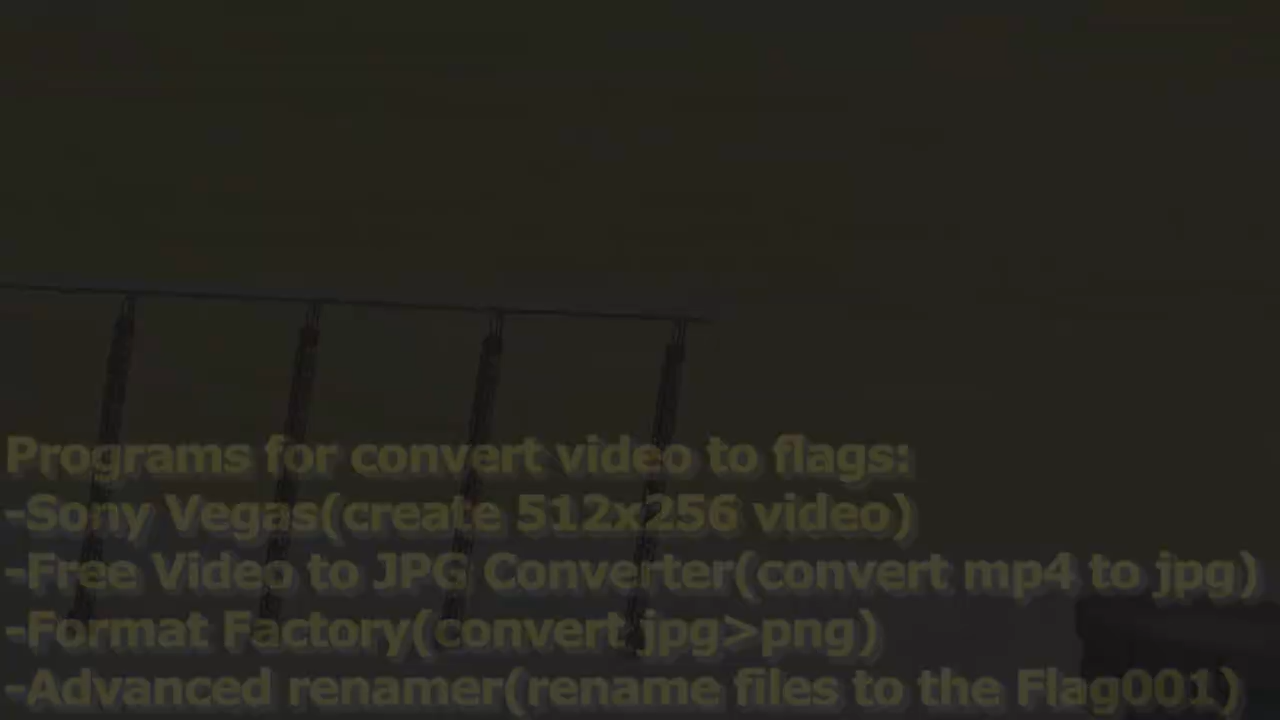 Programs for convert video to flags:
-Sony Vegas(create 512x256 video)
-Free Video to JPG Converter(convert mp4 to jpg)
-Format Factory(convert jpg>png)
-Advanced renamer(rename files to the Flag001)